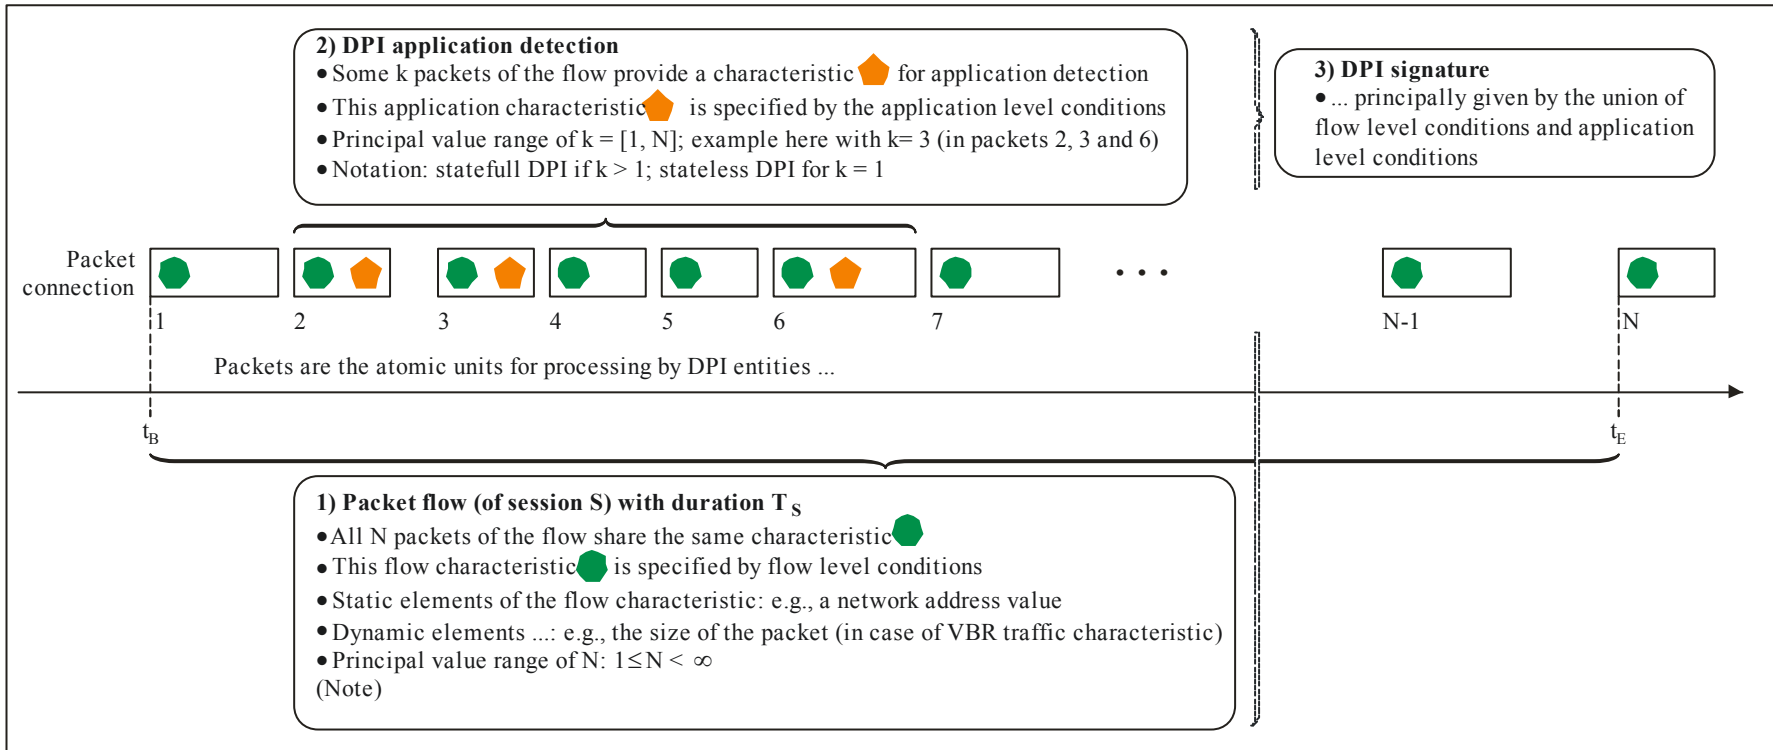 2) DPI application detection
• Some k packets of the flow provide a characteristic for application detection
• This application characteristic is specified by the application level conditions
• Principal value range of k = [1, N]; example here with k= 3 (in packets 2, 3 and 6)
• Notation: statefull DPI if k > 1; stateless DPI for k = 1
3) DPI signature
• ... principally given by the union of
flow level conditions and application
level conditions
Packet
connection
. . .
1 2 3 4 5 6 7 N-1 N
Packets are the atomic units for processing by DPI entities ...
tB tE
1) Packet flow (of session S) with duration TS
• All N packets of the flow share the same characteristic
• This flow characteristic is specified by flow level conditions
• Static elements of the flow characteristic: e.g., a network address value
• Dynamic elements ...: e.g., the size of the packet (in case of VBR traffic characteristic)
• Principal value range of N: 1≤N < ∞
(Note)